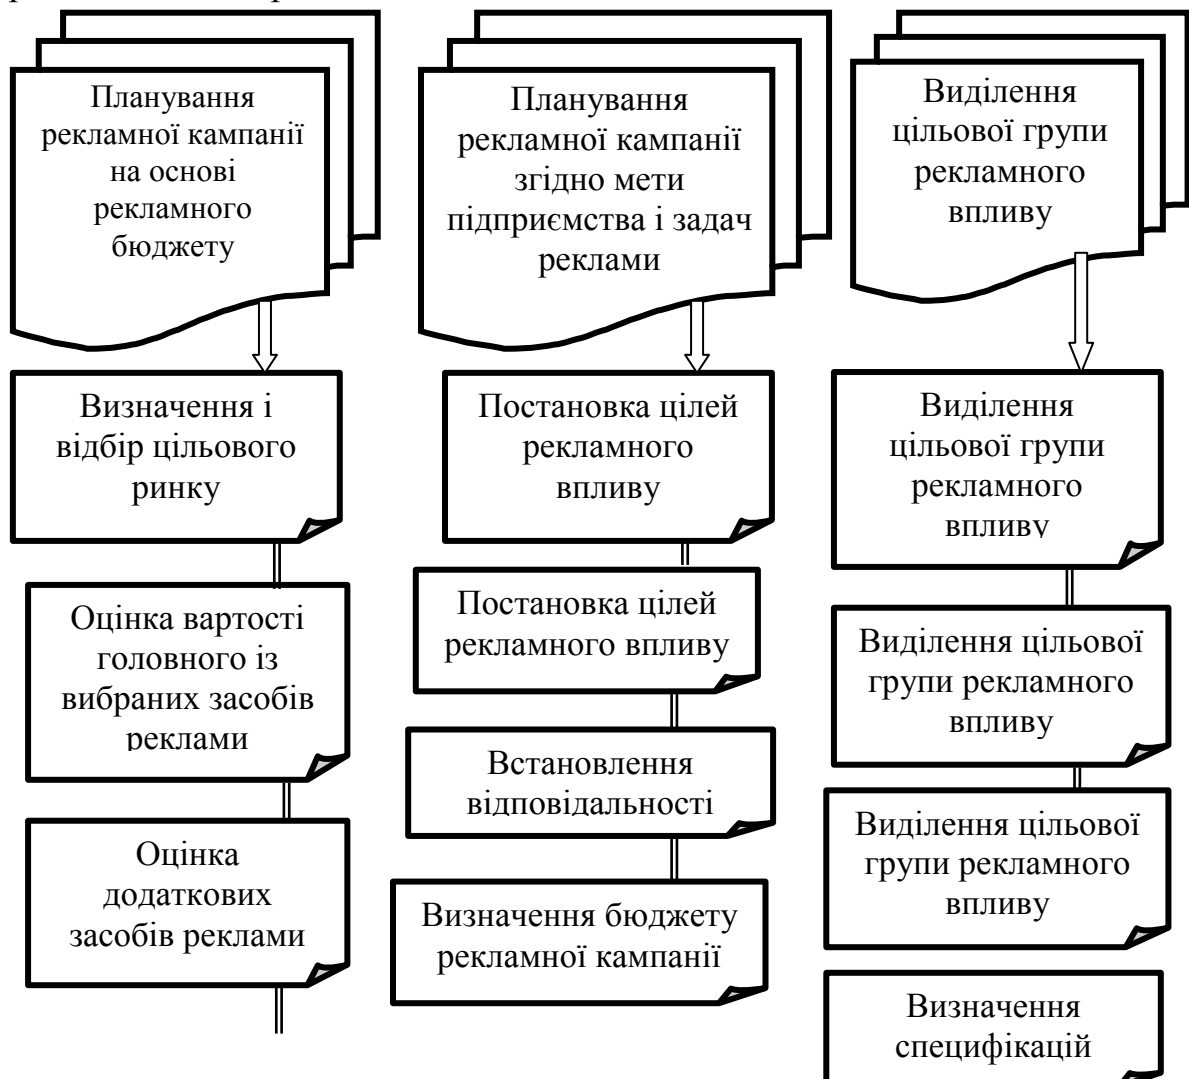 Планування
рекламної кампанії
на основі
рекламного
бюджету
Визначення і
відбір цільового
ринку
Оцінка вартості
головного із
вибраних засобів
реклами
Оцінка
додаткових
засобів реклами
Планування
рекламної кампанії
згідно мети
підприємства і задач
реклами
Постановка цілей
рекламного
впливу
Постановка цілей
рекламного впливу
Встановлення
відповідальності
Визначення бюджету
рекламної кампанії
Виділення
цільової групи
рекламного
впливу
Виділення
цільової групи
рекламного
впливу
Виділення цільової
групи рекламного
впливу
Виділення цільової
групи рекламного
впливу
Визначення
специфікацій